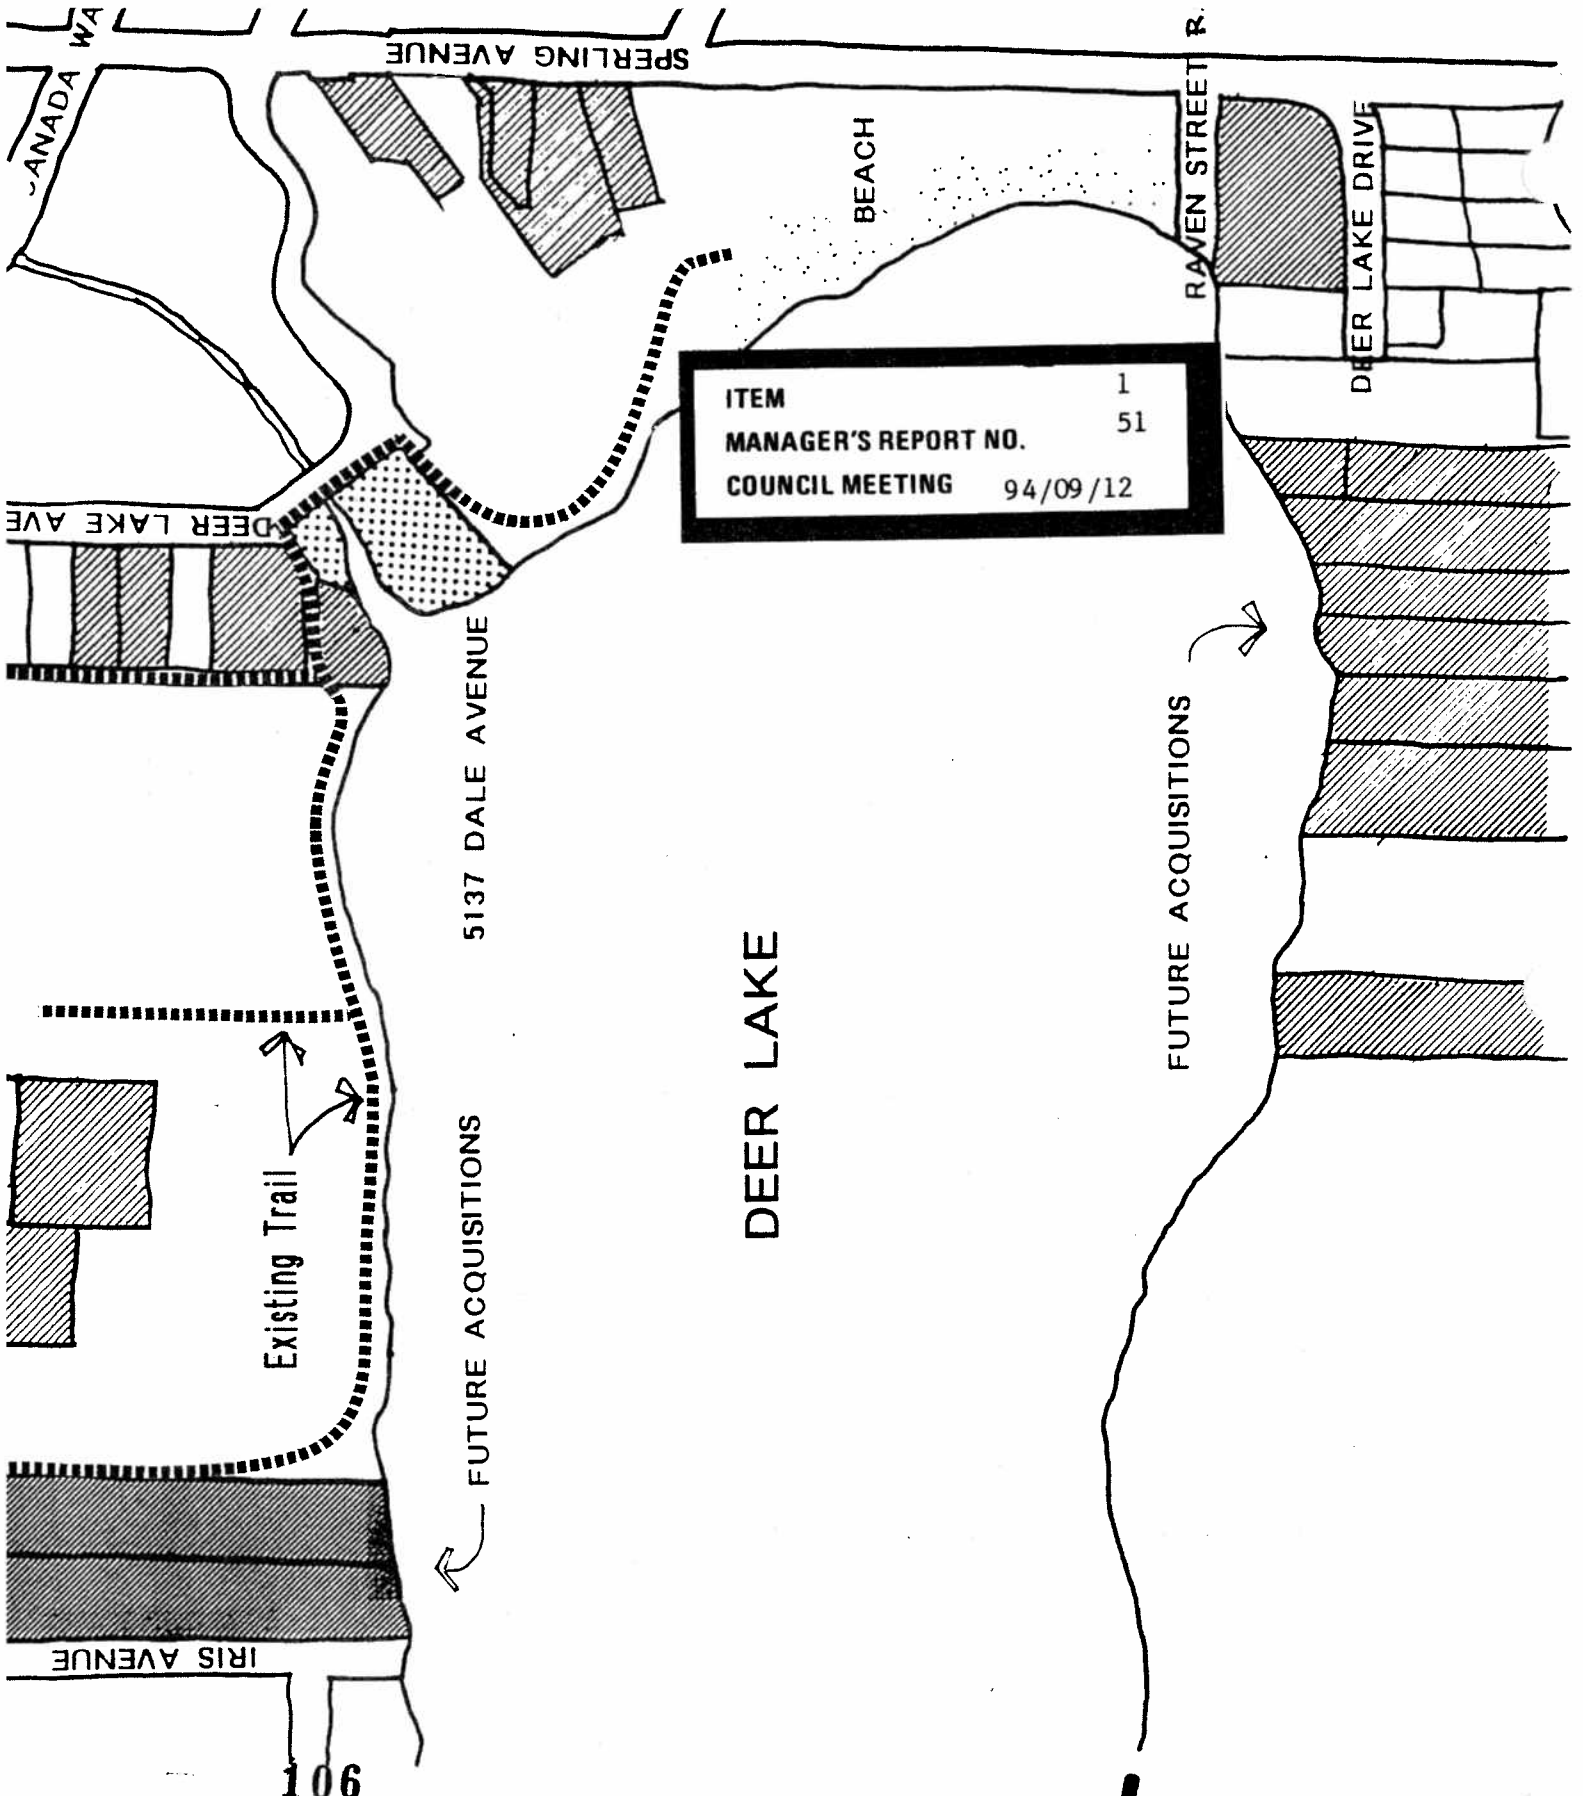 SPERLING AVENUE
CANADA WA
BEACH
RAVEN STREET
DEER LAKE DRIVE
ITEM 1
MANAGER'S REPORT NO. 51
COUNCIL MEETING 94/09/12
DEER LAKE AVE
5137 DALE AVENUE
FUTURE ACQUISITIONS
DEER LAKE
Existing Trail
FUTURE ACQUISITIONS
IRIS AVENUE
106